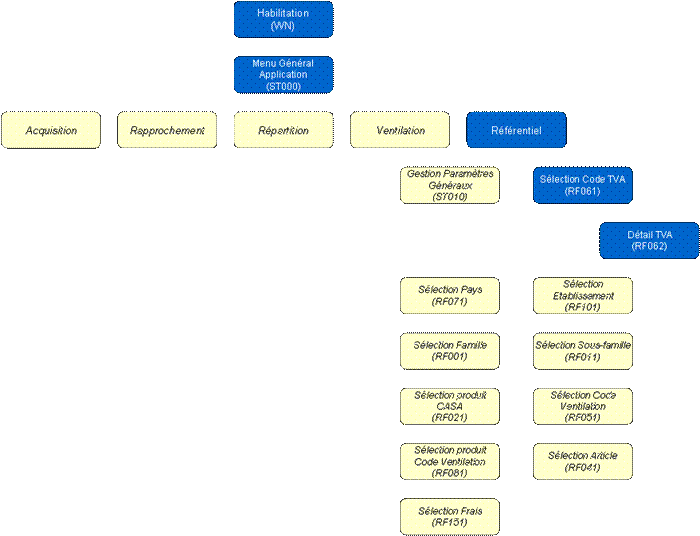 Habilitation
(WN)
Menu Général
Application
(ST000)
Acquisition
Rapprochement
Répartition
Ventilation
Référentiel
Gestion Paramètres
Généraux
(ST010)
Sélection Code TVA
(RF061)
Détail TVA
(RF062)
Sélection Pays
(RF071)
Sélection
Etablissement
(RF101)
Sélection Famille
(RF001)
Sélection Sous-famille
(RF011)
Sélection produit
CASA
(RF021)
Sélection Code
Ventilation
(RF051)
Sélection produit
Code Ventilation
(RF081)
Sélection Article
(RF041)
Sélection Frais
(RF151)